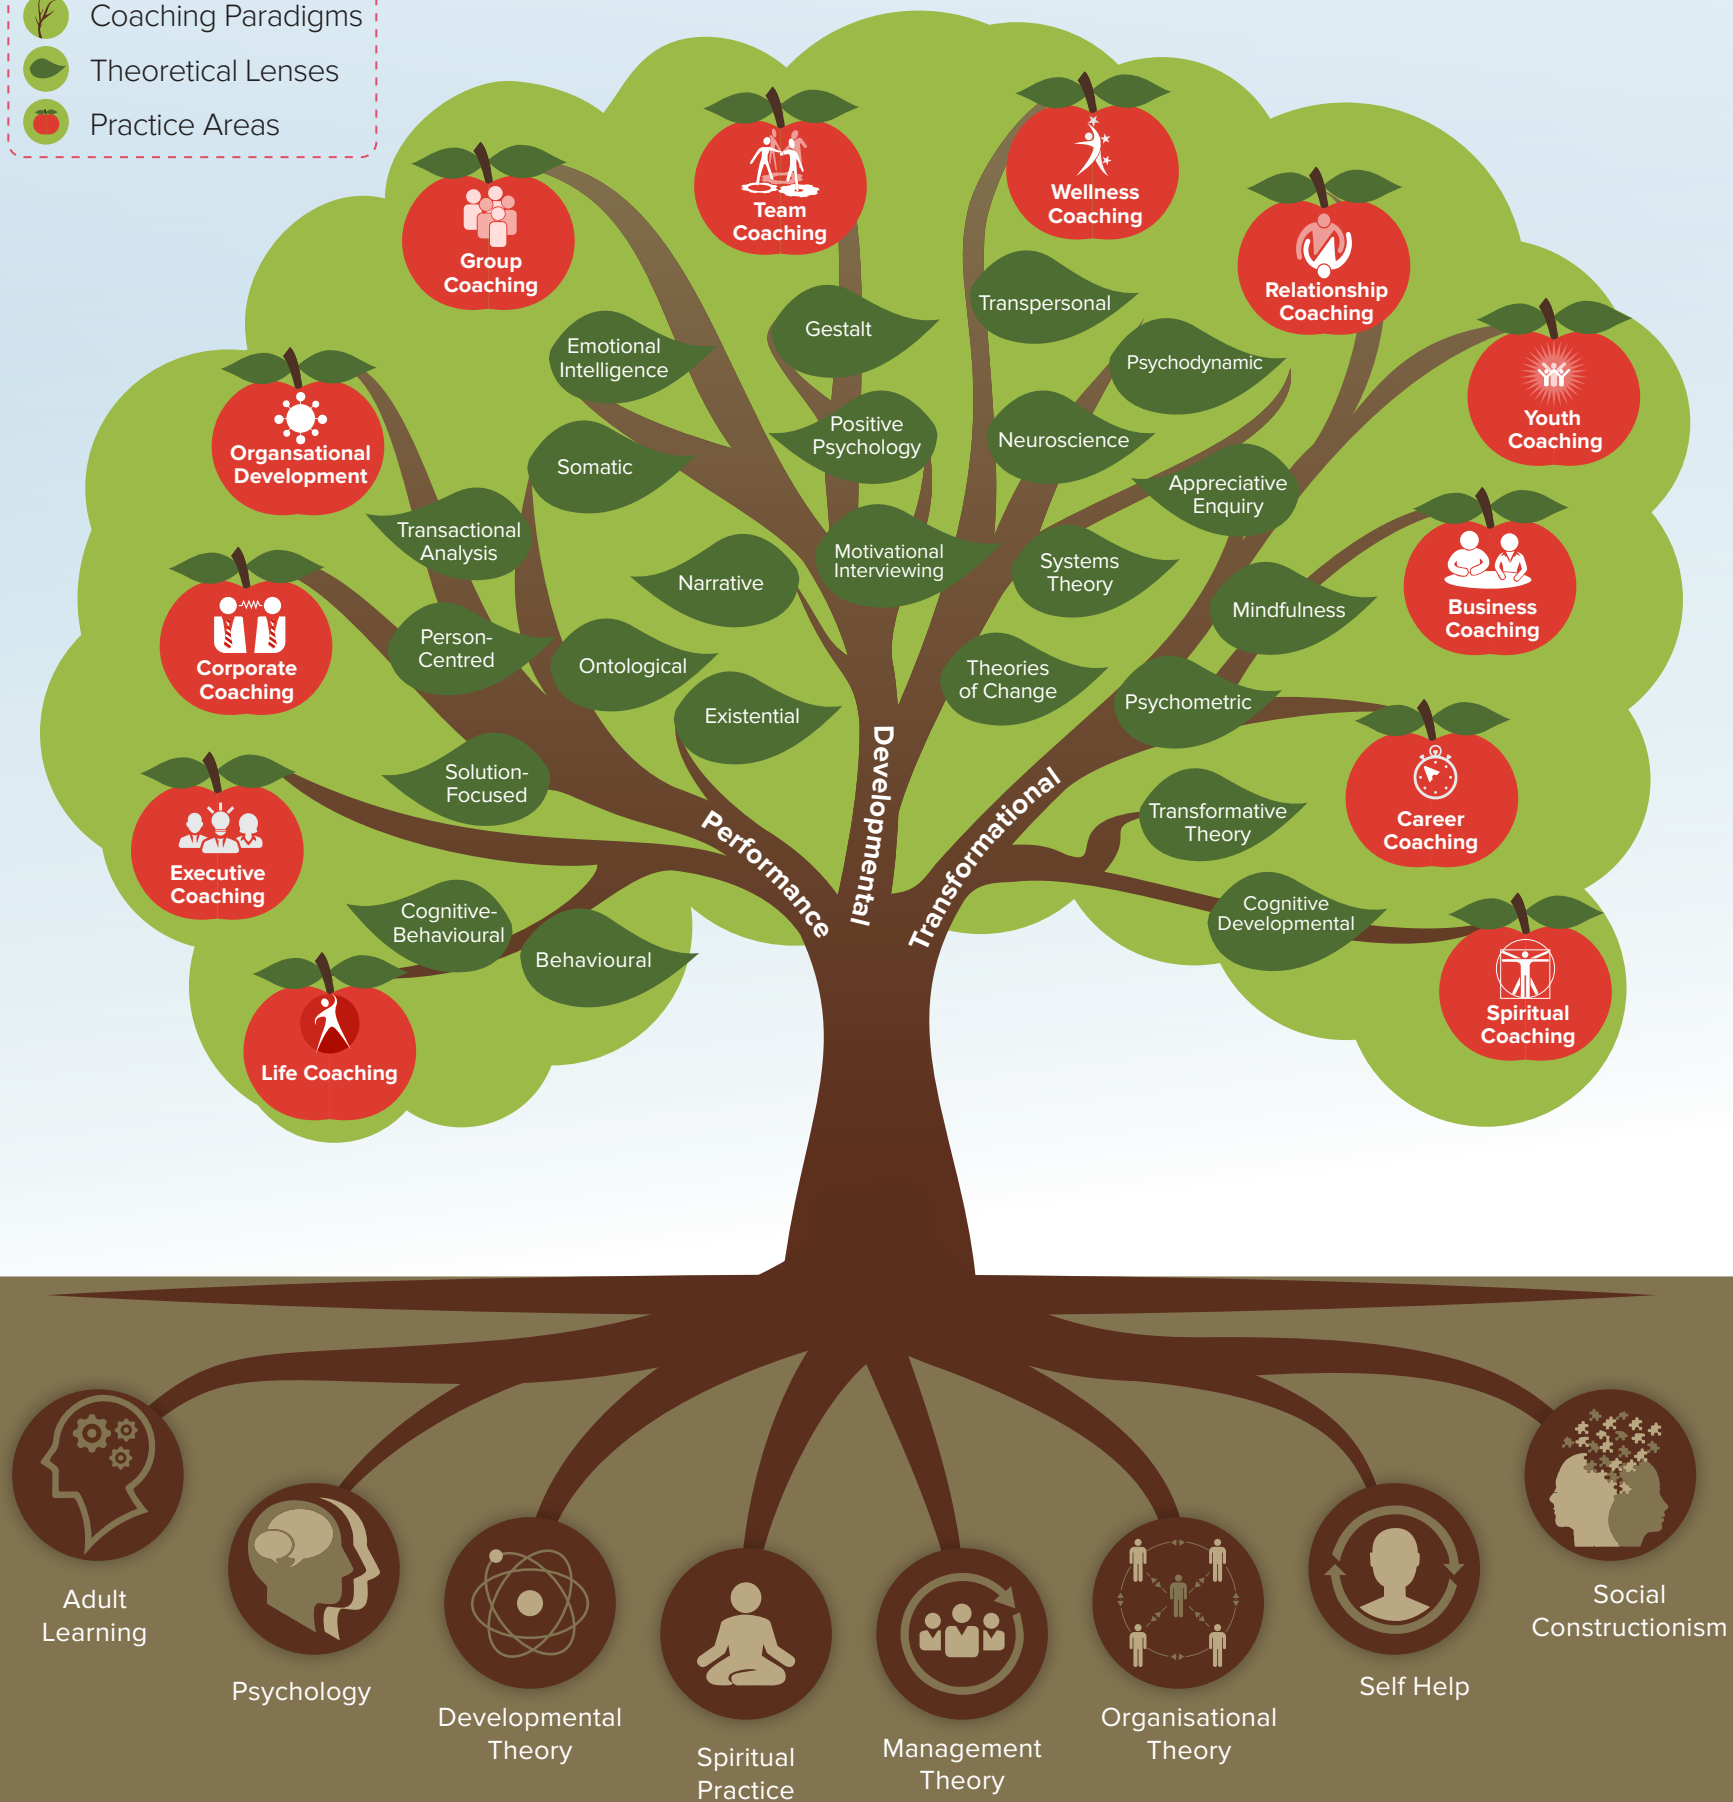 Coaching Paradigms
Theoretical Lenses
Practice Areas
Team
Coaching
Wellness
Coaching
Group
Coaching
Relationship
Coaching
Youth
Coaching
Organsational
Development
Business
Coaching
Corporate
Coaching
Career
Coaching
Executive
Coaching
Spiritual
Coaching
Life Coaching
Transpersonal
Gestalt
Emotional
Intelligence
Psychodynamic
Positive
Psychology
Neuroscience
Somatic
Appreciative
Enquiry
Transactional
Analysis
Motivational
Interviewing
Systems
Theory
Narrative
Mindfulness
Person-
Centred
Ontological
Theories
of Change
Existential
Psychometric
Solution-
Focused
Transformative
Theory
Cognitive-
Behavioural
Behavioural
Cognitive
Developmental
Performance
Developmental
Transformational
Adult
Learning
Psychology
Developmental
Theory
Spiritual
Practice
Management
Theory
Organisational
Theory
Self Help
Social
Constructionism